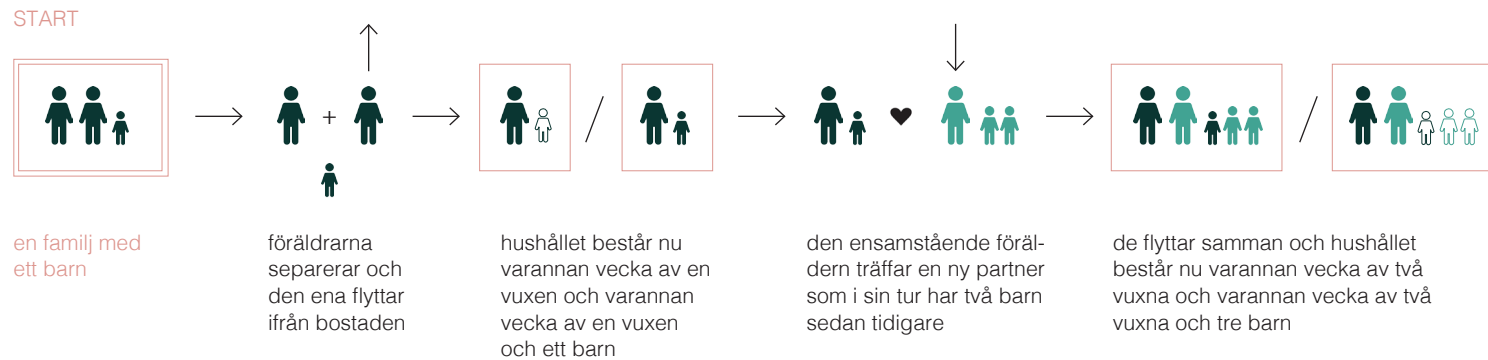 START
+
/
/
en familj med
ett barn
föräldrarna
separerar och
den ena flyttar
ifrån bostaden
hushållet består nu
varannan vecka av en
vuxen och varannan
vecka av en vuxen
och ett barn
den ensamstående föräl-
dern träffar en ny partner
som i sin tur har två barn
sedan tidigare
de flyttar samman och hushållet
består nu varannan vecka av två
vuxna och varannan vecka av två
vuxna och tre barn